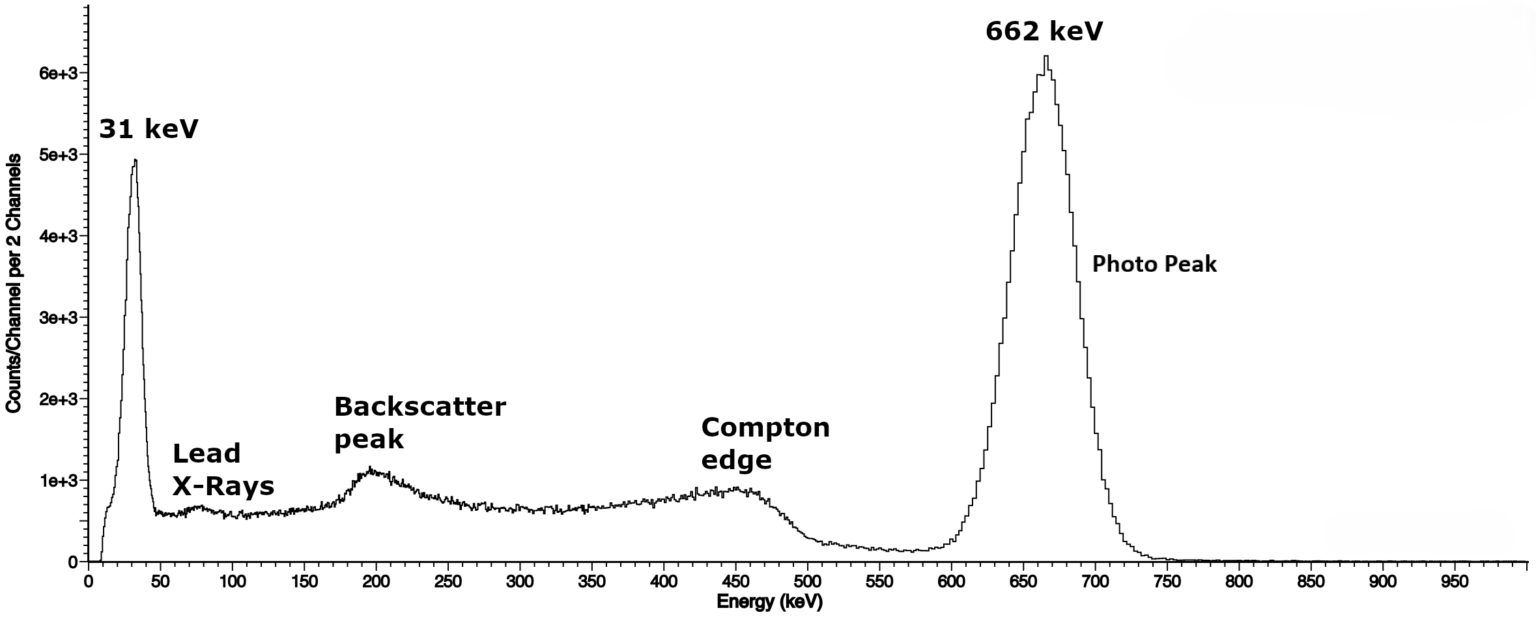 662 keV
6e+3
31 keV
5e+3
4e+3
Photo Peak
3e+3
Counts/Channel per 2 Channels
2e+3
Backscatter
peak
Compton
edge
Lead
X-Rays
1e+3
0
0 50 100 150 200 250 300 350 400 450 500 550 600 650 700 750 800 850 900 950
Energy (keV)